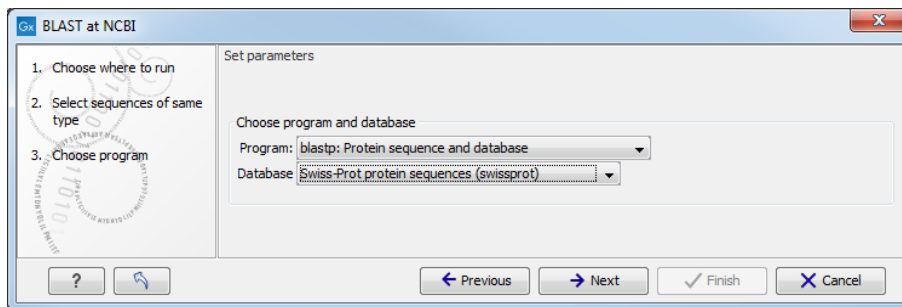 Gx BLAST at NCBI
1. Choose where to run
2. Select sequences of same
type
3. Choose program
Set parameters
Choose program and database
Program: blastp: Protein sequence and database
Database Swiss-Prot protein sequences (swissprot)
?
Previous
Next
Finish
Cancel